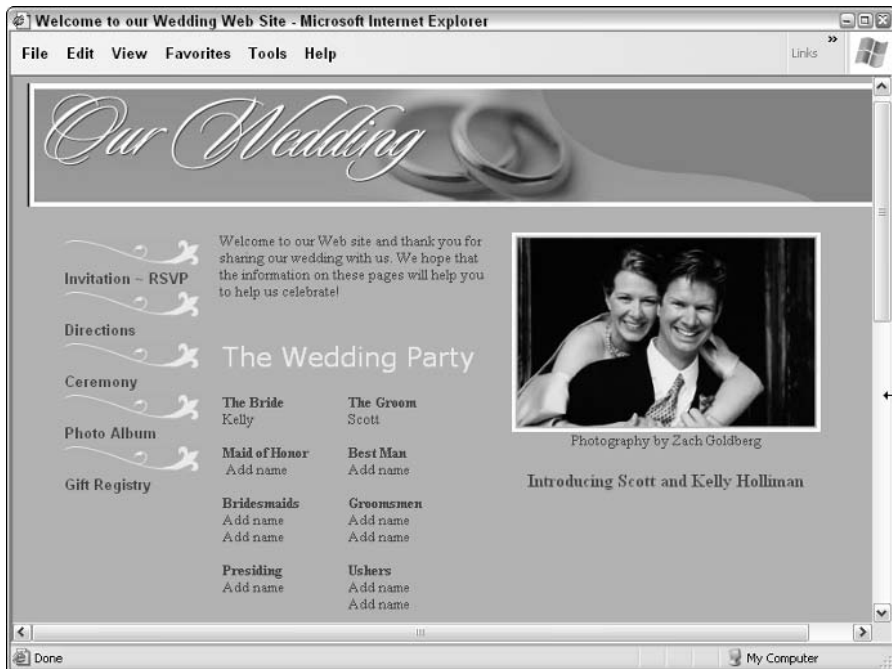 Welcome to our Wedding Web Site - Microsoft Internet Explorer
File Edit View Favorites Tools Help
Links »
Our Wedding
Invitation ~ RSVP
Directions
Ceremony
Photo Album
Gift Registry
Welcome to our Web site and thank you for
sharing our wedding with us. We hope that
the information on these pages will help you
to help us celebrate!
The Wedding Party
The Bride The Groom
Kelly Scott
Maid of Honor Best Man
Add name Add name
Bridesmaids Groomsmen
Add name Add name
Add name Add name
Presiding Ushers
Add name Add name
Add name
Photography by Zach Goldberg
Introducing Scott and Kelly Holliman
Done My Computer